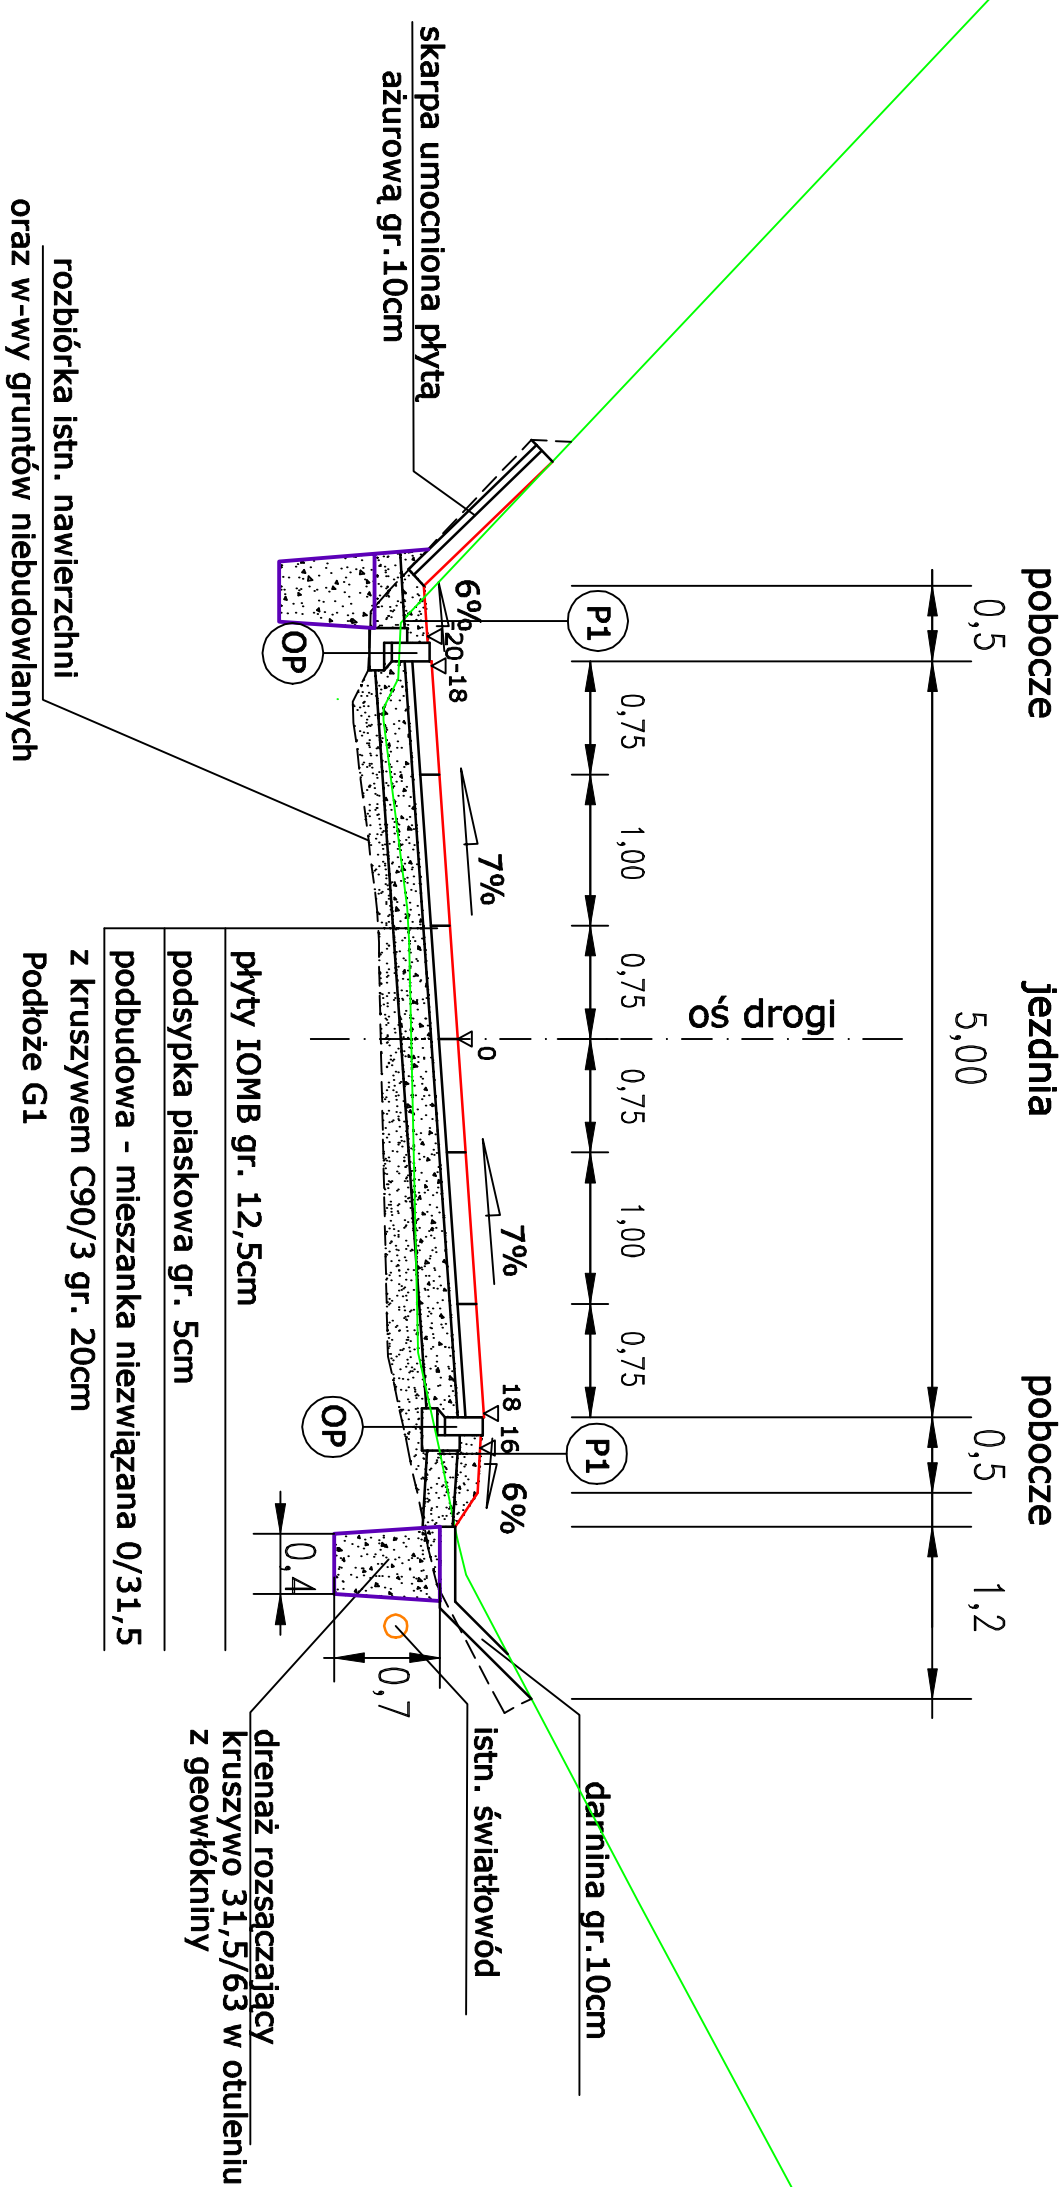 pobocze
jezdnia
pobocze
0,5
5,00
0,5
1,2
oś drogi
0,75
1,00
0,75
0,75
1,00
0,75
P1
P1
6%
-20
-18
7%
0
7%
18
16
6%
OP
OP
skarpa umocniona płytą
ażurową gr.10cm
rozbiórka istn. nawierzchni
oraz w-wy gruntów niebudowlanych
płyty IOMB gr. 12,5cm
podsypka piaskowa gr. 5cm
podbudowa - mieszanka niezwiązana 0/31,5
z kruszywem C90/3 gr. 20cm
Podłoże G1
0,4
0,7
darnina gr.10cm
istn. światłowód
drenaż rozsączający
kruszywo 31,5/63 w otuleniu
z geowłókniny